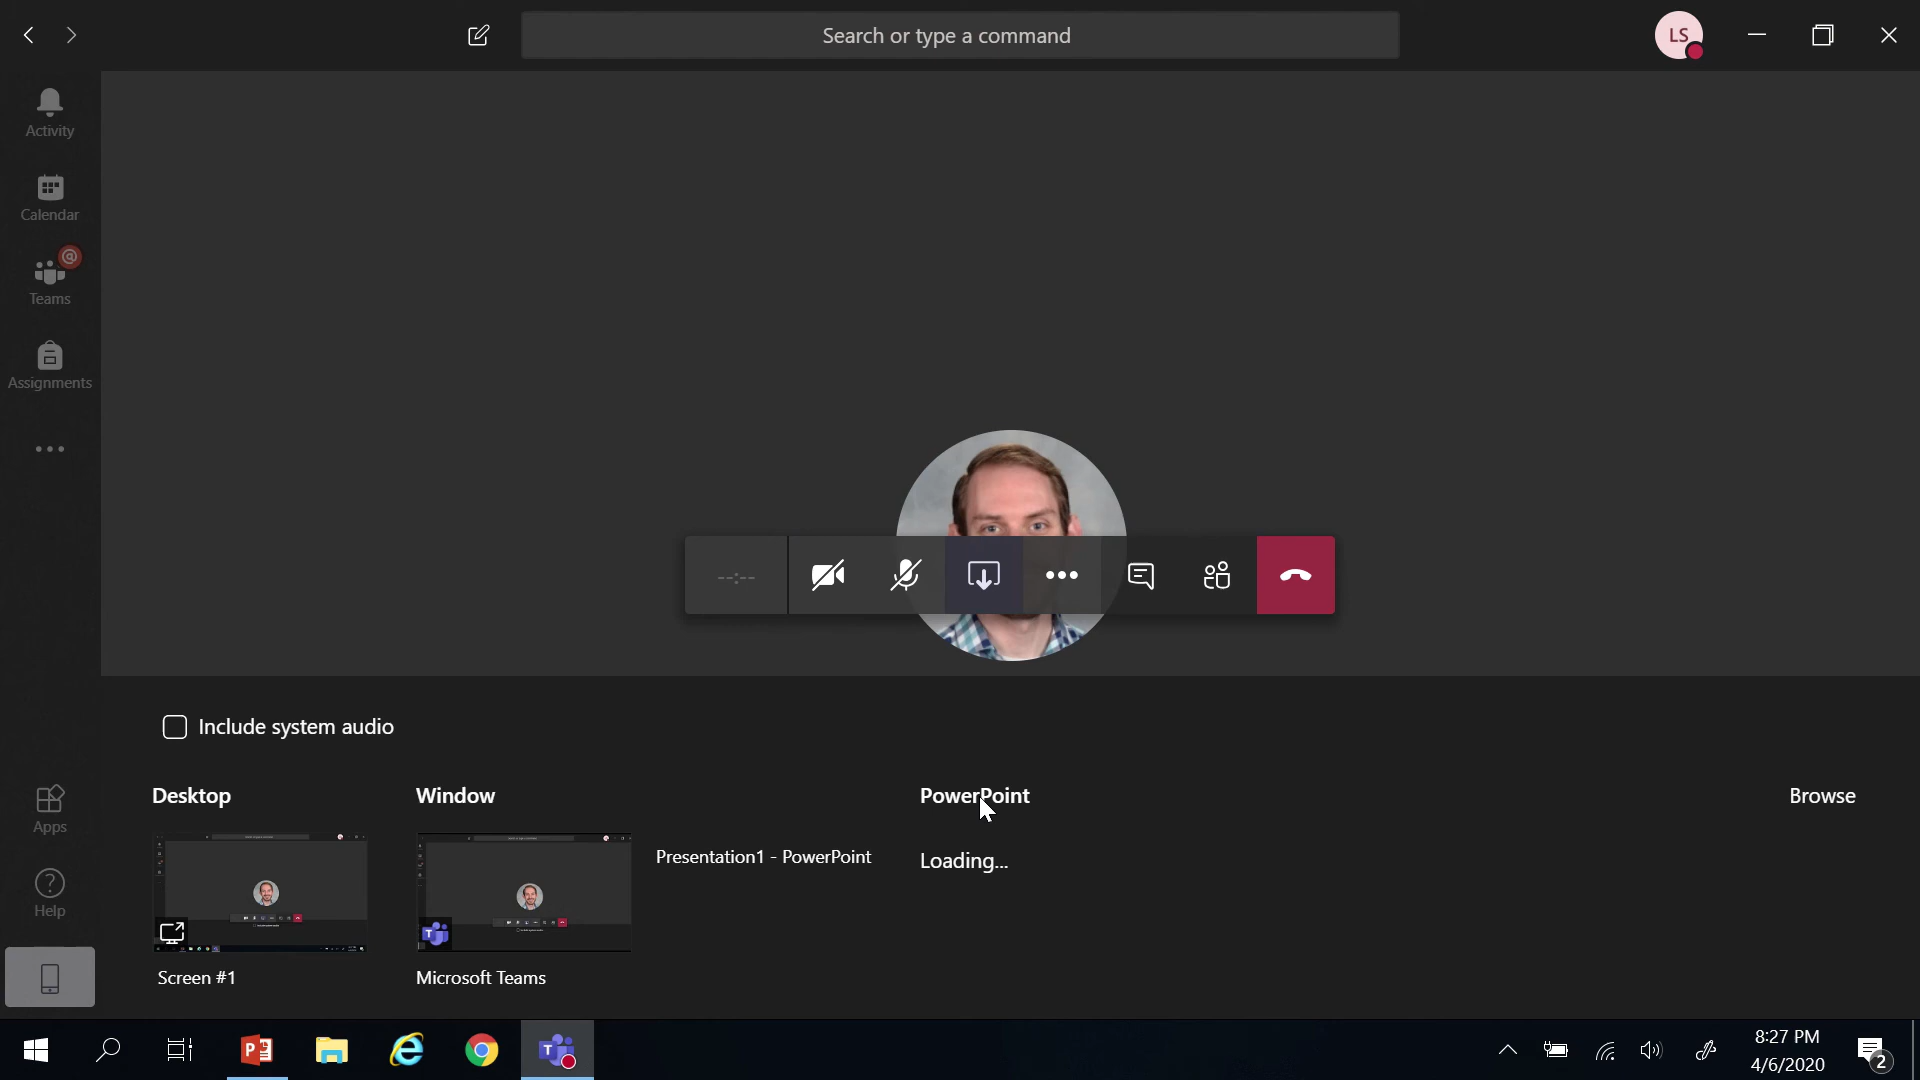 Search or type a command
LS
Activity
Calendar
@
Teams
Assignments
--:--
Include system audio
Desktop
Window
PowerPoint
Browse
Presentation1 - PowerPoint
Loading...
Apps
Help
Screen #1
Microsoft Teams
8:27 PM
4/6/2020
2